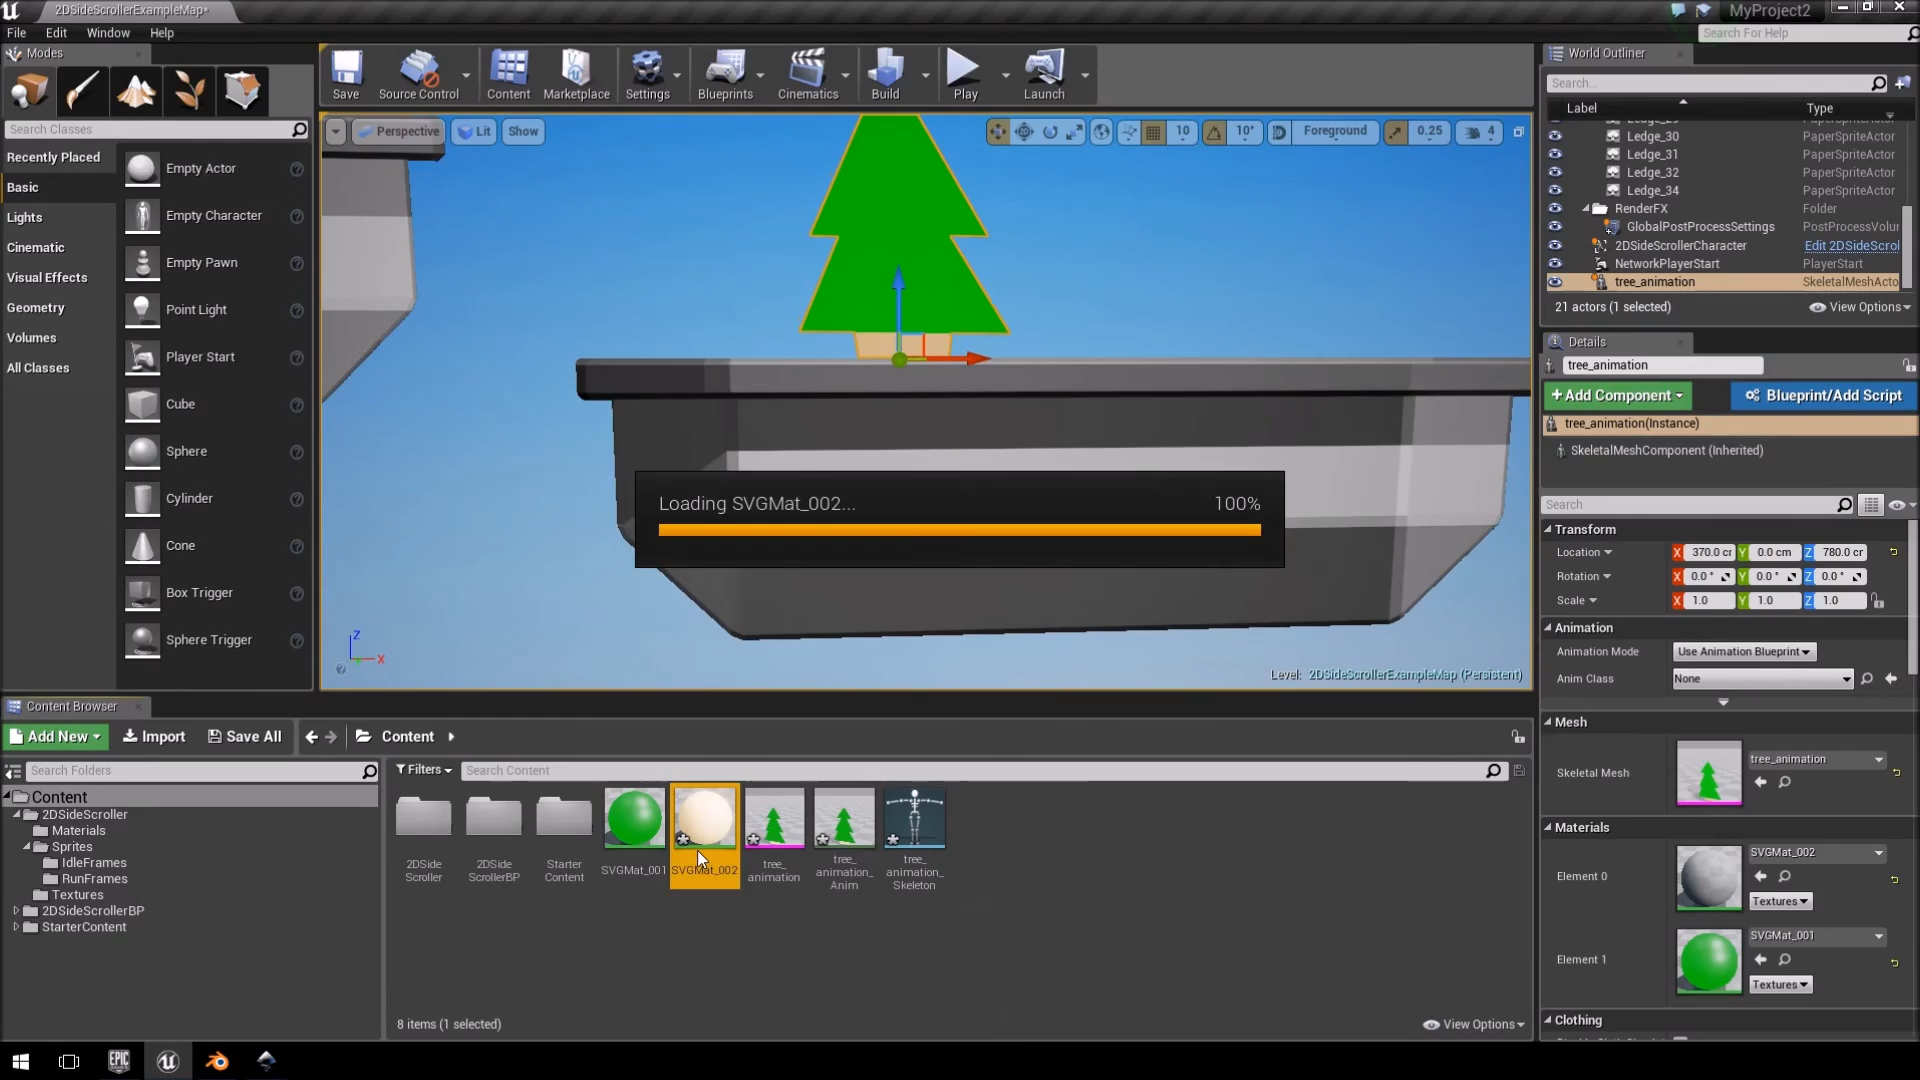 2DSideScrollerExampleMap*
MyProject2
File Edit Window Help
Search For Help
Modes
Search Classes
Recently Placed
Basic
Lights
Cinematic
Visual Effects
Geometry
Volumes
All Classes
Empty Actor
Empty Character
Empty Pawn
Point Light
Player Start
Cube
Sphere
Cylinder
Cone
Box Trigger
Sphere Trigger
Save
Source Control
Content
Marketplace
Settings
Blueprints
Cinematics
Build
Play
Launch
Perspective
Lit
Show
10
10°
Foreground
0.25
4
Loading SVGMat_002...
100%
Z
X
Level: 2DSideScrollerExampleMap (Persistent)
World Outliner
Search...
Label
Type
Ledge_30 PaperSpriteActor
Ledge_31 PaperSpriteActor
Ledge_32 PaperSpriteActor
Ledge_34 PaperSpriteActor
RenderFX Folder
GlobalPostProcessSettings PostProcessVolur
2DSideScrollerCharacter Edit 2DSideScrol
NetworkPlayerStart PlayerStart
tree_animation SkeletalMeshActo
21 actors (1 selected)
View Options
Details
tree_animation
+Add Component
Blueprint/Add Script
tree_animation(Instance)
SkeletalMeshComponent (Inherited)
Search
Transform
Location X 370.0 cr Y 0.0 cm Z 780.0 cr
Rotation X 0.0 ° Y 0.0 ° Z 0.0 °
Scale X 1.0 Y 1.0 Z 1.0
Animation
Animation Mode Use Animation Blueprint
Anim Class None
Mesh
Skeletal Mesh
tree_animation
Materials
Element 0
SVGMat_002
Textures
Element 1
SVGMat_001
Textures
Clothing
Content Browser
Add New
Import
Save All
Content
Search Folders
Content
2DSideScroller
Materials
Sprites
IdleFrames
RunFrames
Textures
2DSideScrollerBP
StarterContent
Filters
Search Content
2DSide
Scroller
2DSide
ScrollerBP
Starter
Content
SVGMat_001
SVGMat_002
tree_
animation
tree_
animation_
Anim
tree_
animation_
Skeleton
8 items (1 selected)
View Options
EPIC
GAMES